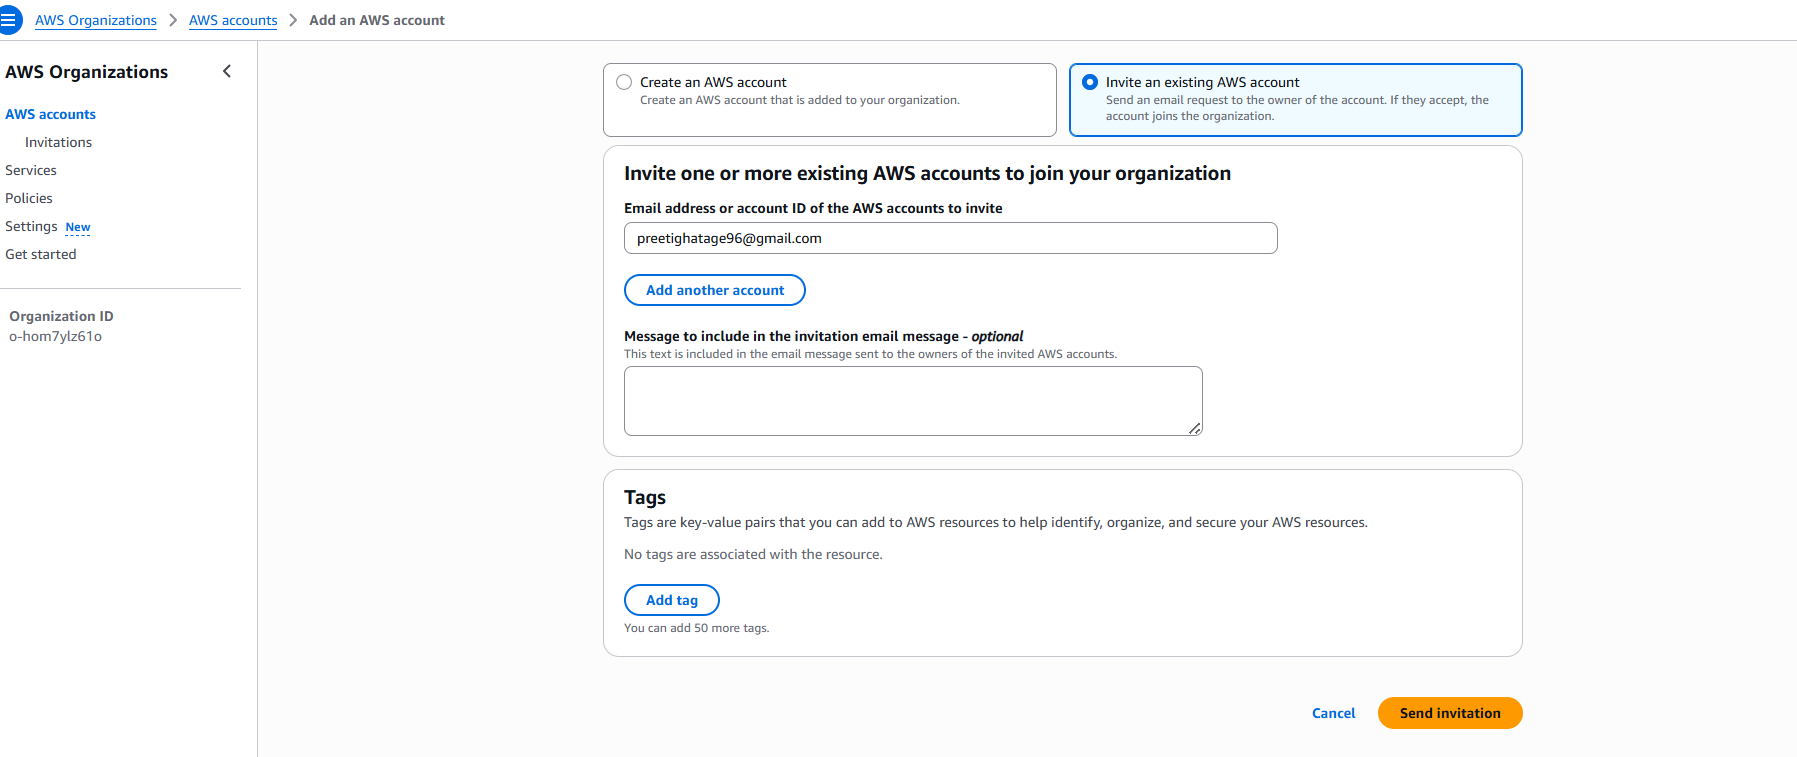 AWS Organizations > AWS accounts > Add an AWS account
AWS Organizations
AWS accounts
Invitations
Services
Policies
Settings New
Get started
Organization ID
o-hom7ylz61o
Create an AWS account
Create an AWS account that is added to your organization.
Invite an existing AWS account
Send an email request to the owner of the account. If they accept, the
account joins the organization.
Invite one or more existing AWS accounts to join your organization
Email address or account ID of the AWS accounts to invite
preetighatage96@gmail.com
Add another account
Message to include in the invitation email message - optional
This text is included in the email message sent to the owners of the invited AWS accounts.
Tags
Tags are key-value pairs that you can add to AWS resources to help identify, organize, and secure your AWS resources.
No tags are associated with the resource.
Add tag
You can add 50 more tags.
Cancel
Send invitation